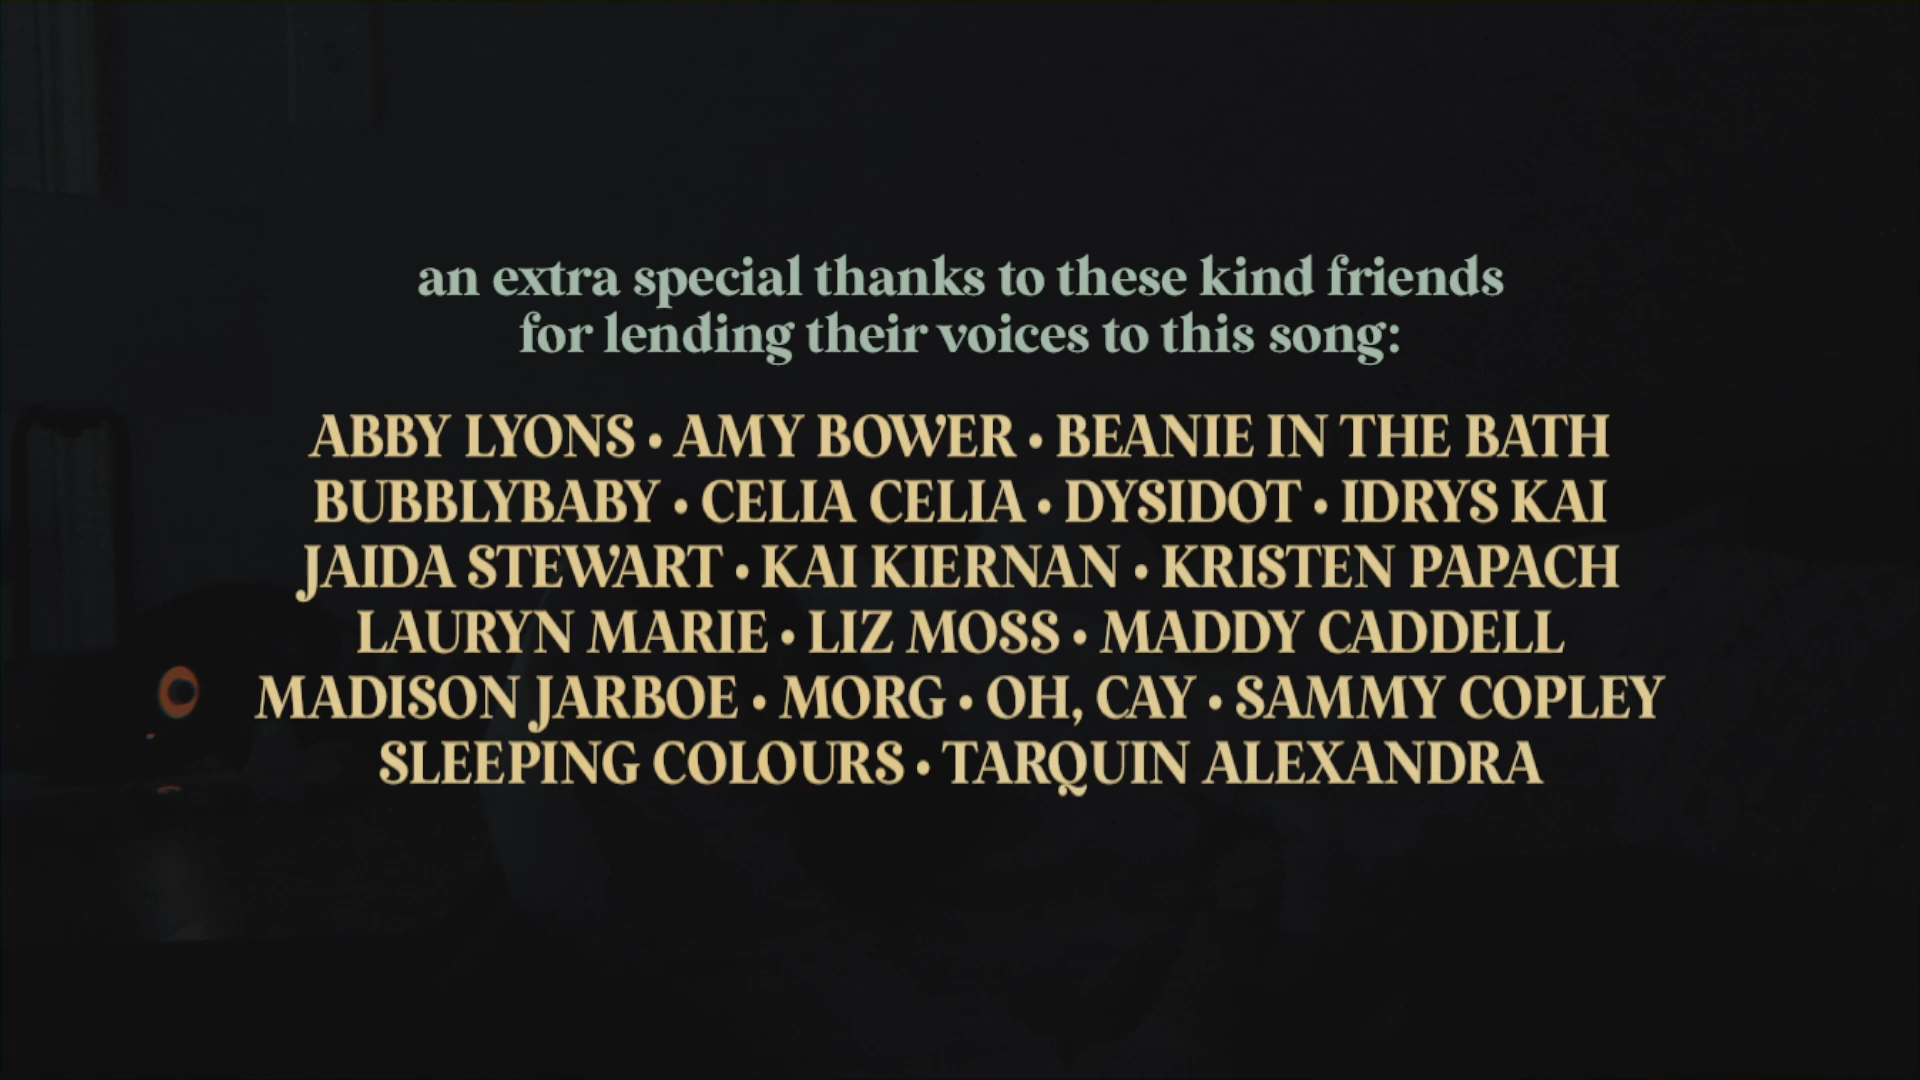 an extra special thanks to these kind friends
for lending their voices to this song:
ABBY LYONS • AMY BOWER • BEANIE IN THE BATH
BUBBLYBABY • CELIA CELIA • DYSIDOT • IDRYS KAI
JAIDA STEWART • KAI KIERNAN • KRISTEN PAPACH
LAURYN MARIE • LIZ MOSS • MADDY CADDELL
MADISON JARBOE • MORG • OH, CAY • SAMMY COPLEY
SLEEPING COLOURS • TARQUIN ALEXANDRA